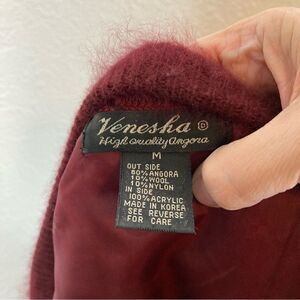 Venesha
High Quality Angora
M
OUT SIDE
80%ANGORA
10%WOOL
10%NYLON
IN SIDE
100%ACRYLIC
MADE IN KOREA
SEE REVERSE
FOR CARE